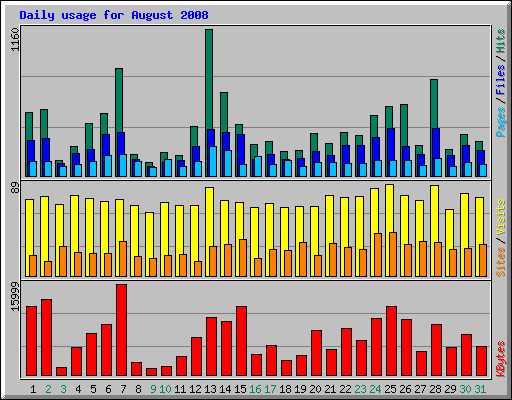 Daily usage for August 2008
1160
Pages / Files / Hits
89
Sites / Visits
15999
KBytes
1 2 3 4 5 6 7 8 9 10 11 12 13 14 15 16 17 18 19 20 21 22 23 24 25 26 27 28 29 30 31